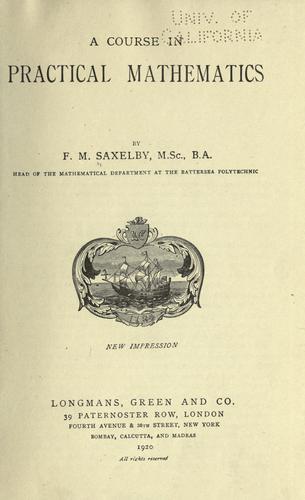 UNIV. OF
CALIFORNIA
A COURSE IN
PRACTICAL MATHEMATICS
BY
F. M. SAXELBY, M.Sc., B.A.
HEAD OF THE MATHEMATICAL DEPARTMENT AT THE BATTERSEA POLYTECHNIC
NEW IMPRESSION
LONGMANS, GREEN AND CO.
39 PATERNOSTER ROW, LONDON
FOURTH AVENUE & 30TH STREET, NEW YORK
BOMBAY, CALCUTTA, AND MADRAS
1920
All rights reserved